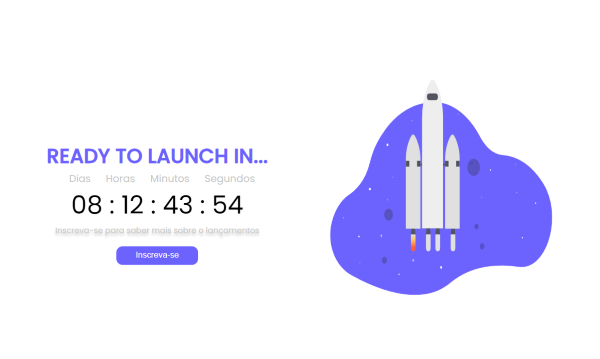 READY TO LAUNCH IN...
Dias Horas Minutos Segundos
08 : 12 : 43 : 54
Inscreva-se para saber mais sobre o lançamentos
Inscreva-se